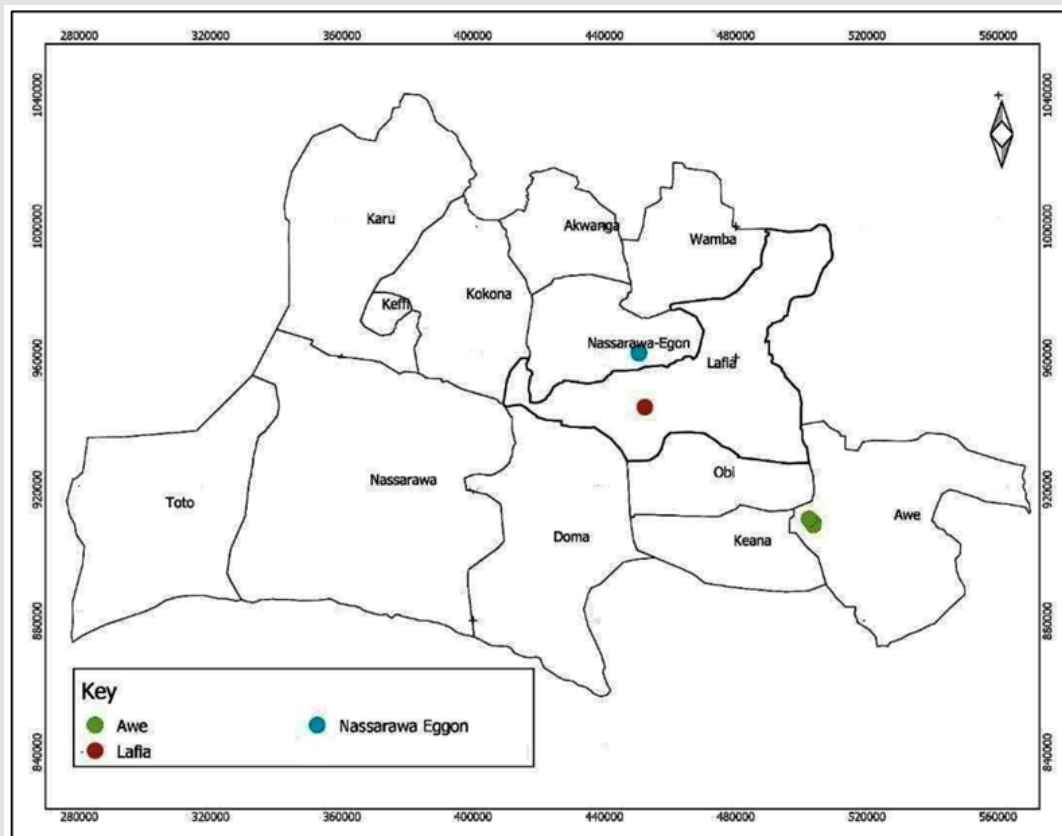 280000 320000 360000 400000 440000 480000 520000 560000
1040000 1040000
1000000 1000000
Karu
Akwanga
Wamba
Keffi
Kokona
960000 960000
Nassarawa-Egon
Lafia
920000 920000
Toto
Nassarawa
Obi
Doma
Keana
Awe
880000 880000
Key
Awe
Nassarawa Eggon
Lafia
840000 840000
280000 320000 360000 400000 440000 480000 520000 560000